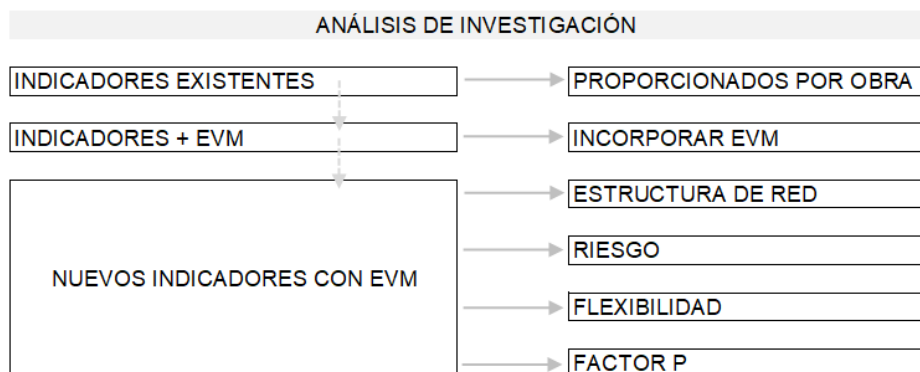 ANÁLISIS DE INVESTIGACIÓN
INDICADORES EXISTENTES
PROPORCIONADOS POR OBRA
INDICADORES + EVM
INCORPORAR EVM
NUEVOS INDICADORES CON EVM
ESTRUCTURA DE RED
RIESGO
FLEXIBILIDAD
FACTOR P